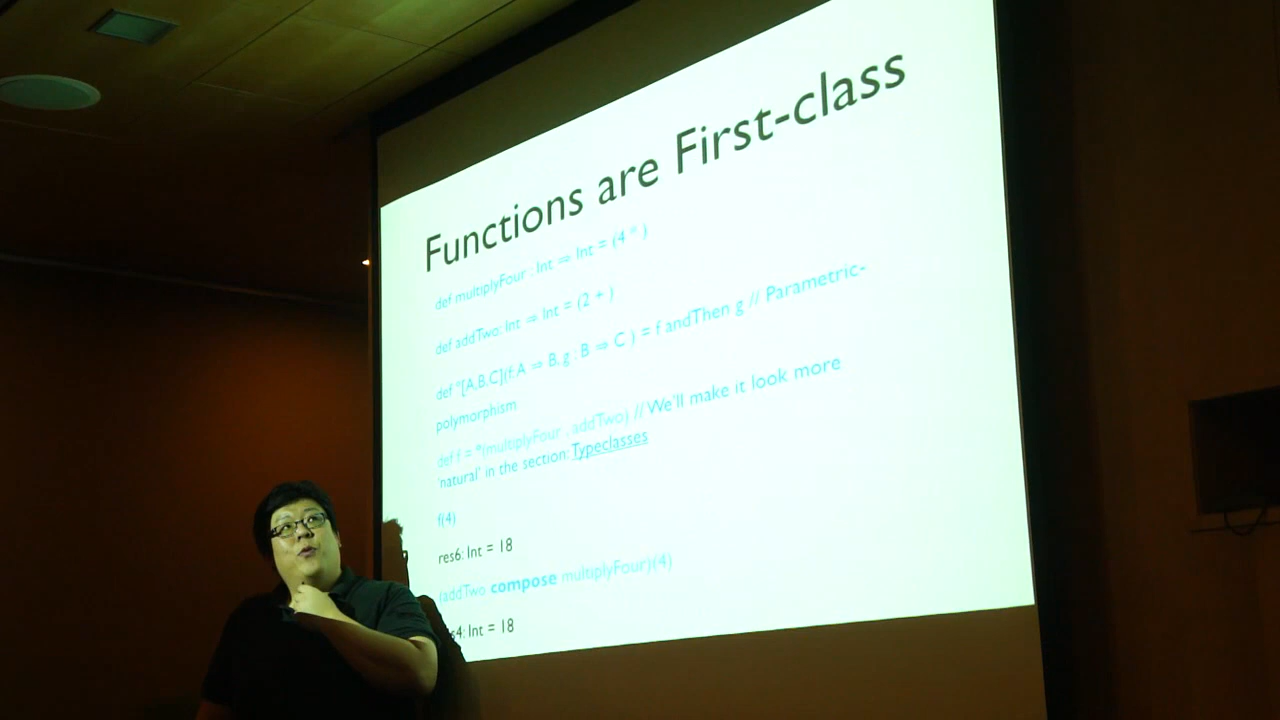 Functions are First-class
def multiplyFour : Int ⇒ Int = (4 * )
def addTwo: Int ⇒ Int = (2 + )
def °[A,B,C](f:A ⇒ B, g : B ⇒ C ) = f andThen g // Parametric-
polymorphism
def f = °(multiplyFour , addTwo) // We'll make it look more
'natural' in the section: Typeclasses
f(4)
res6: Int = 18
(addTwo compose multiplyFour)(4)
s4: Int = 18